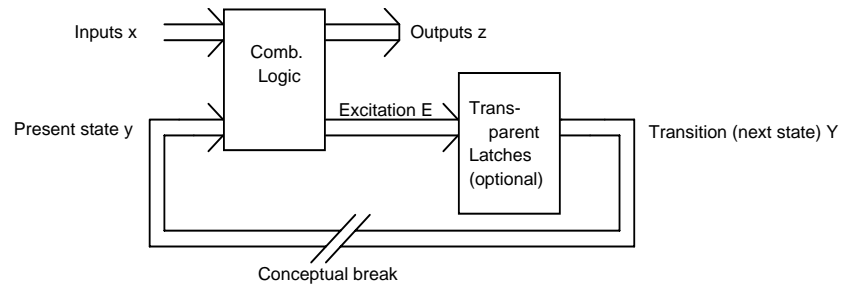 Inputs x
Comb.
Logic
Outputs z
Present state y
Excitation E
Trans-
parent
Latches
(optional)
Transition (next state) Y
Conceptual break